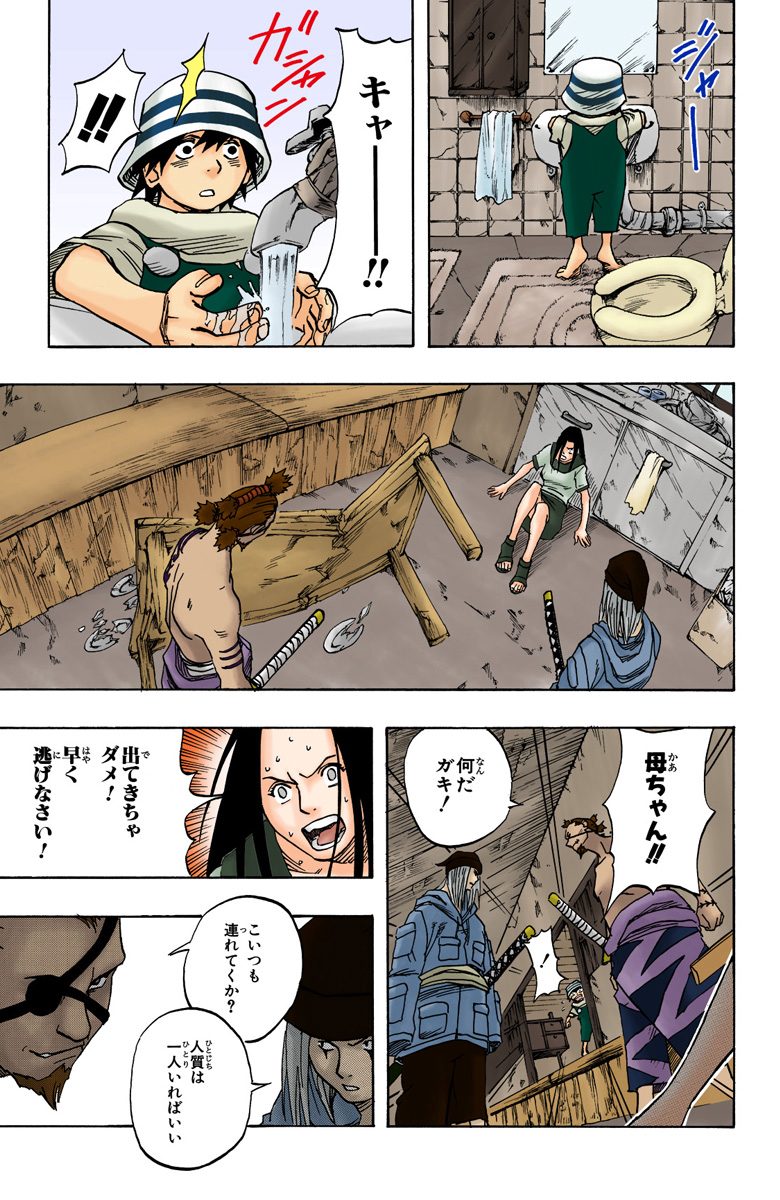 ジャー
ガシャン
キャーーー!!
!!
母ちゃん!!
何だ
ガキ!
!
出てきちゃ
ダメ!
早く
逃げなさい!
こいつも
連れてくか?
人質は
一人いればいい